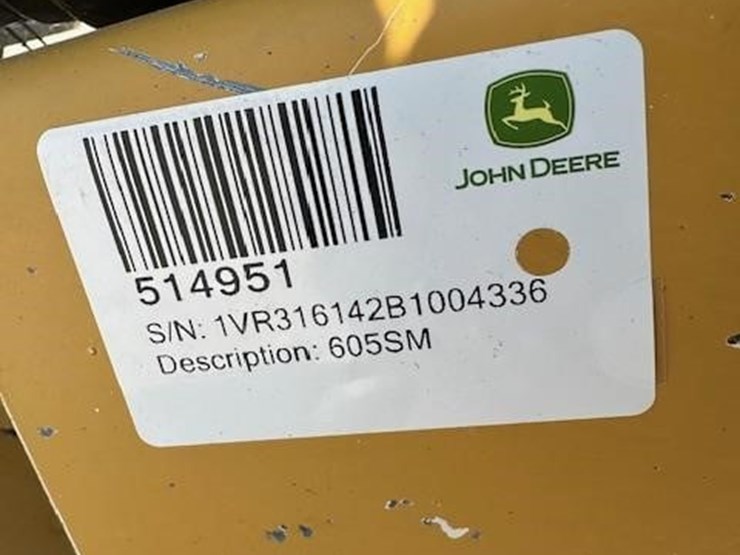 JOHN DEERE
514951
S/N: 1VR316142B1004336
Description: 605SM